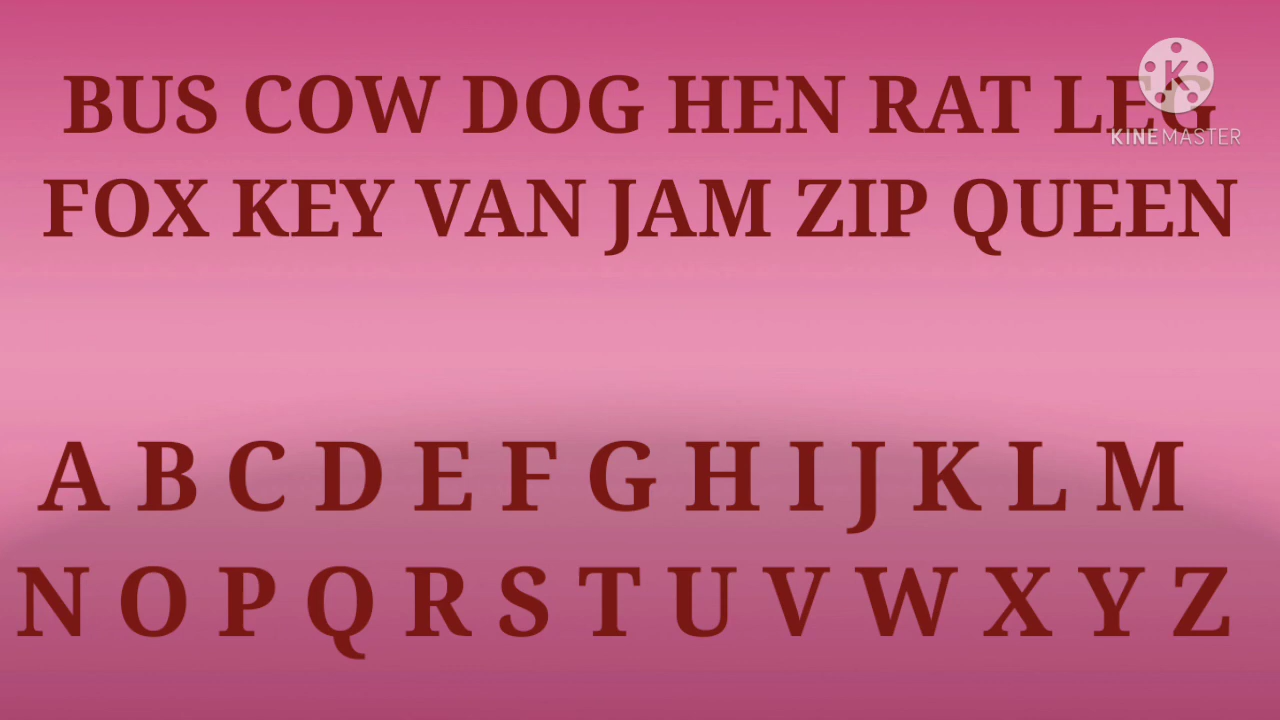 BUS COW DOG HEN RAT LEG
KINEMASTER
FOX KEY VAN JAM ZIP QUEEN
A B C D E F G H I J K L M
N O P Q R S T U V W X Y Z